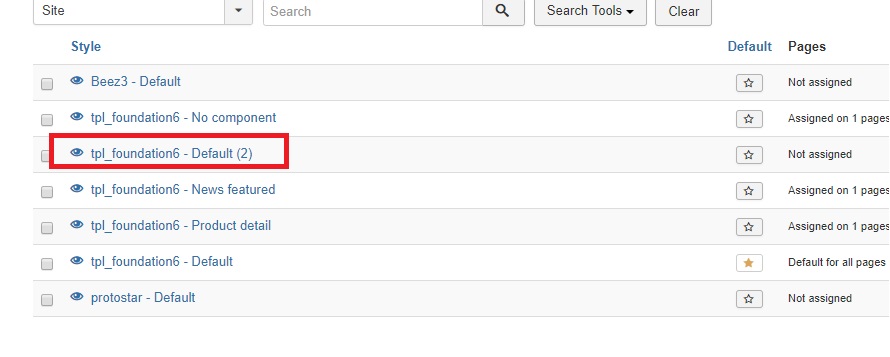 Site Search Search Tools Clear
Style Default Pages
Beez3 - Default Not assigned
tpl_foundation6 - No component Assigned on 1 pages
tpl_foundation6 - Default (2) Not assigned
tpl_foundation6 - News featured Assigned on 1 pages
tpl_foundation6 - Product detail Assigned on 1 pages
tpl_foundation6 - Default Default for all pages
protostar - Default Not assigned